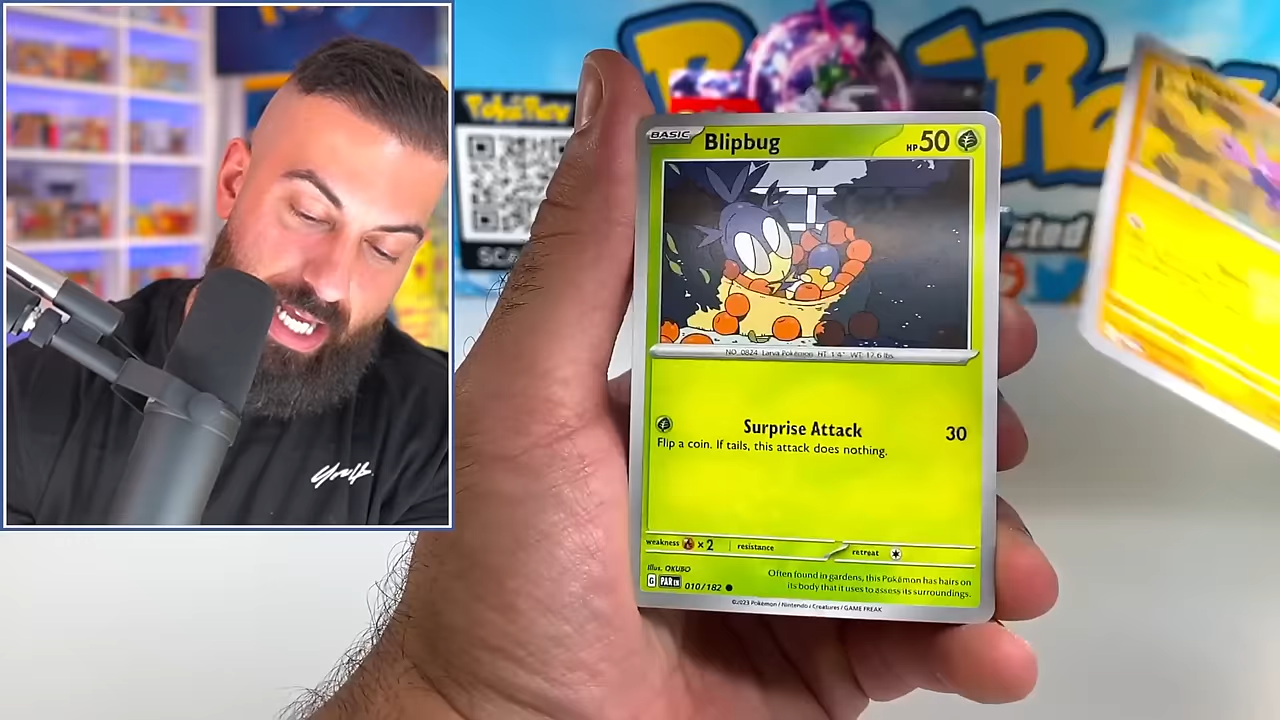 PokéRev
BASIC Blipbug HP 50
NO. 0824 Larva Pokémon HT: 1'4" WT: 17.6 lbs.
Surprise Attack 30
Flip a coin. If tails, this attack does nothing.
weakness ×2 resistance retreat
Illus. OKUBO
G PAR EN 010/182
Often found in gardens, this Pokémon has hairs on
its body that it uses to assess its surroundings.
©2023 Pokémon / Nintendo / Creatures / GAME FREAK